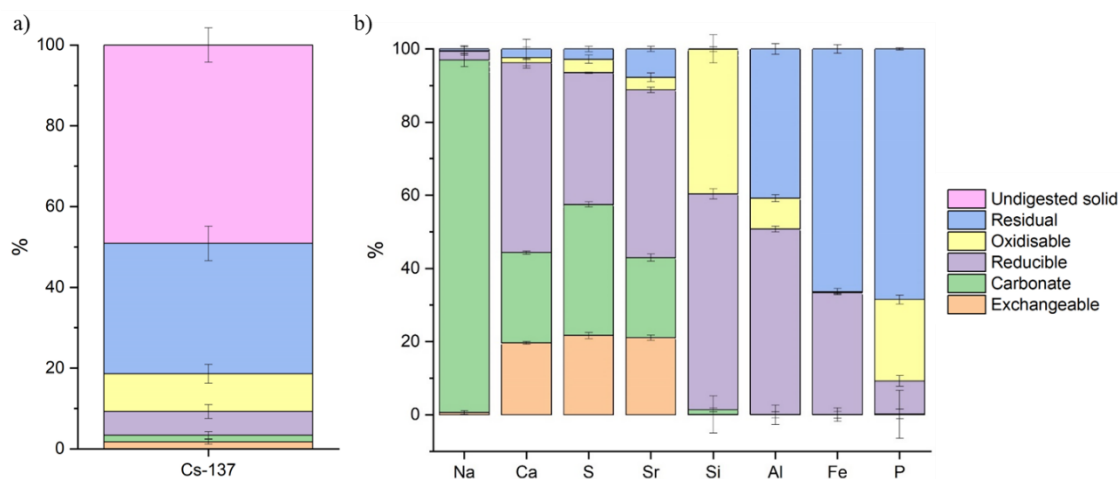 a)
100
80
60
40
20
0
%
Cs-137
b)
100
80
60
40
20
0
%
Na Ca S Sr Si Al Fe P
Undigested solid
Residual
Oxidisable
Reducible
Carbonate
Exchangeable